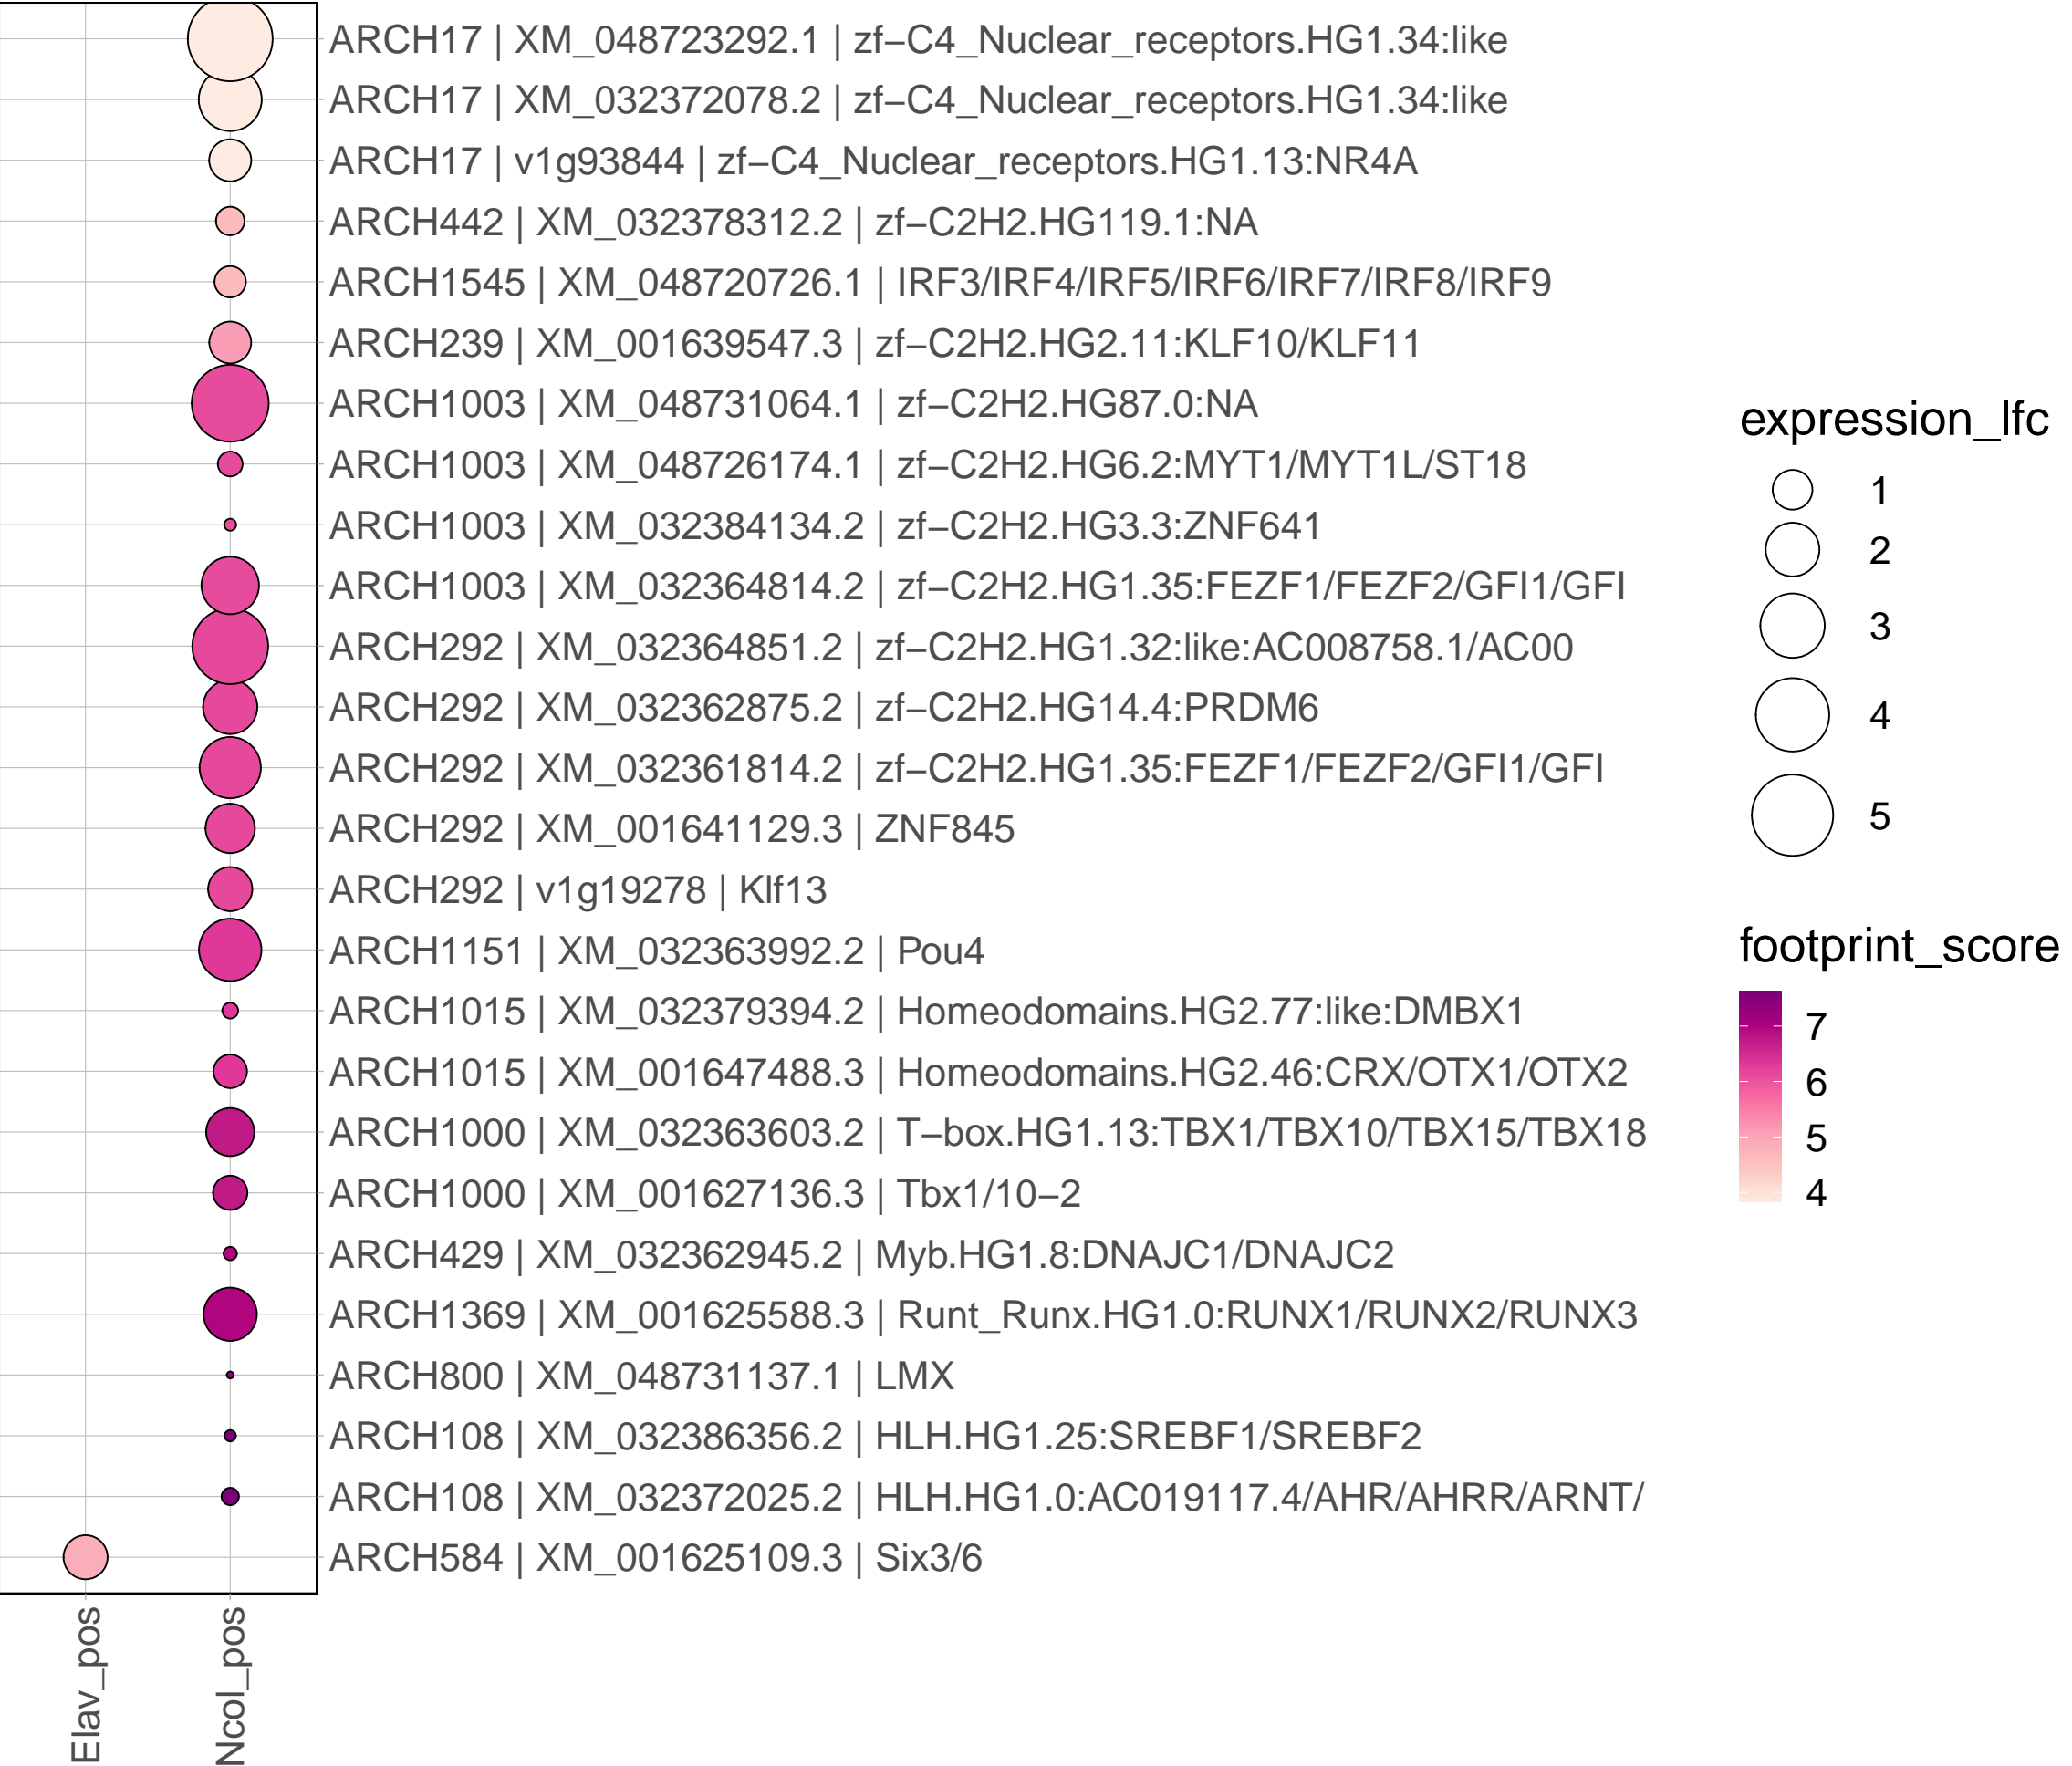 ARCH17 | XM_048723292.1 | zf−C4_Nuclear_receptors.HG1.34:like
ARCH17 | XM_032372078.2 | zf−C4_Nuclear_receptors.HG1.34:like
ARCH17 | v1g93844 | zf−C4_Nuclear_receptors.HG1.13:NR4A
ARCH442 | XM_032378312.2 | zf−C2H2.HG119.1:NA
ARCH1545 | XM_048720726.1 | IRF3/IRF4/IRF5/IRF6/IRF7/IRF8/IRF9
ARCH239 | XM_001639547.3 | zf−C2H2.HG2.11:KLF10/KLF11
ARCH1003 | XM_048731064.1 | zf−C2H2.HG87.0:NA
ARCH1003 | XM_048726174.1 | zf−C2H2.HG6.2:MYT1/MYT1L/ST18
ARCH1003 | XM_032384134.2 | zf−C2H2.HG3.3:ZNF641
ARCH1003 | XM_032364814.2 | zf−C2H2.HG1.35:FEZF1/FEZF2/GFI1/GFI
ARCH292 | XM_032364851.2 | zf−C2H2.HG1.32:like:AC008758.1/AC00
ARCH292 | XM_032362875.2 | zf−C2H2.HG14.4:PRDM6
ARCH292 | XM_032361814.2 | zf−C2H2.HG1.35:FEZF1/FEZF2/GFI1/GFI
ARCH292 | XM_001641129.3 | ZNF845
ARCH292 | v1g19278 | Klf13
ARCH1151 | XM_032363992.2 | Pou4
ARCH1015 | XM_032379394.2 | Homeodomains.HG2.77:like:DMBX1
ARCH1015 | XM_001647488.3 | Homeodomains.HG2.46:CRX/OTX1/OTX2
ARCH1000 | XM_032363603.2 | T−box.HG1.13:TBX1/TBX10/TBX15/TBX18
ARCH1000 | XM_001627136.3 | Tbx1/10−2
ARCH429 | XM_032362945.2 | Myb.HG1.8:DNAJC1/DNAJC2
ARCH1369 | XM_001625588.3 | Runt_Runx.HG1.0:RUNX1/RUNX2/RUNX3
ARCH800 | XM_048731137.1 | LMX
ARCH108 | XM_032386356.2 | HLH.HG1.25:SREBF1/SREBF2
ARCH108 | XM_032372025.2 | HLH.HG1.0:AC019117.4/AHR/AHRR/ARNT/
ARCH584 | XM_001625109.3 | Six3/6
Elav_pos
Ncol_pos
expression_lfc
1
2
3
4
5
footprint_score
7
6
5
4